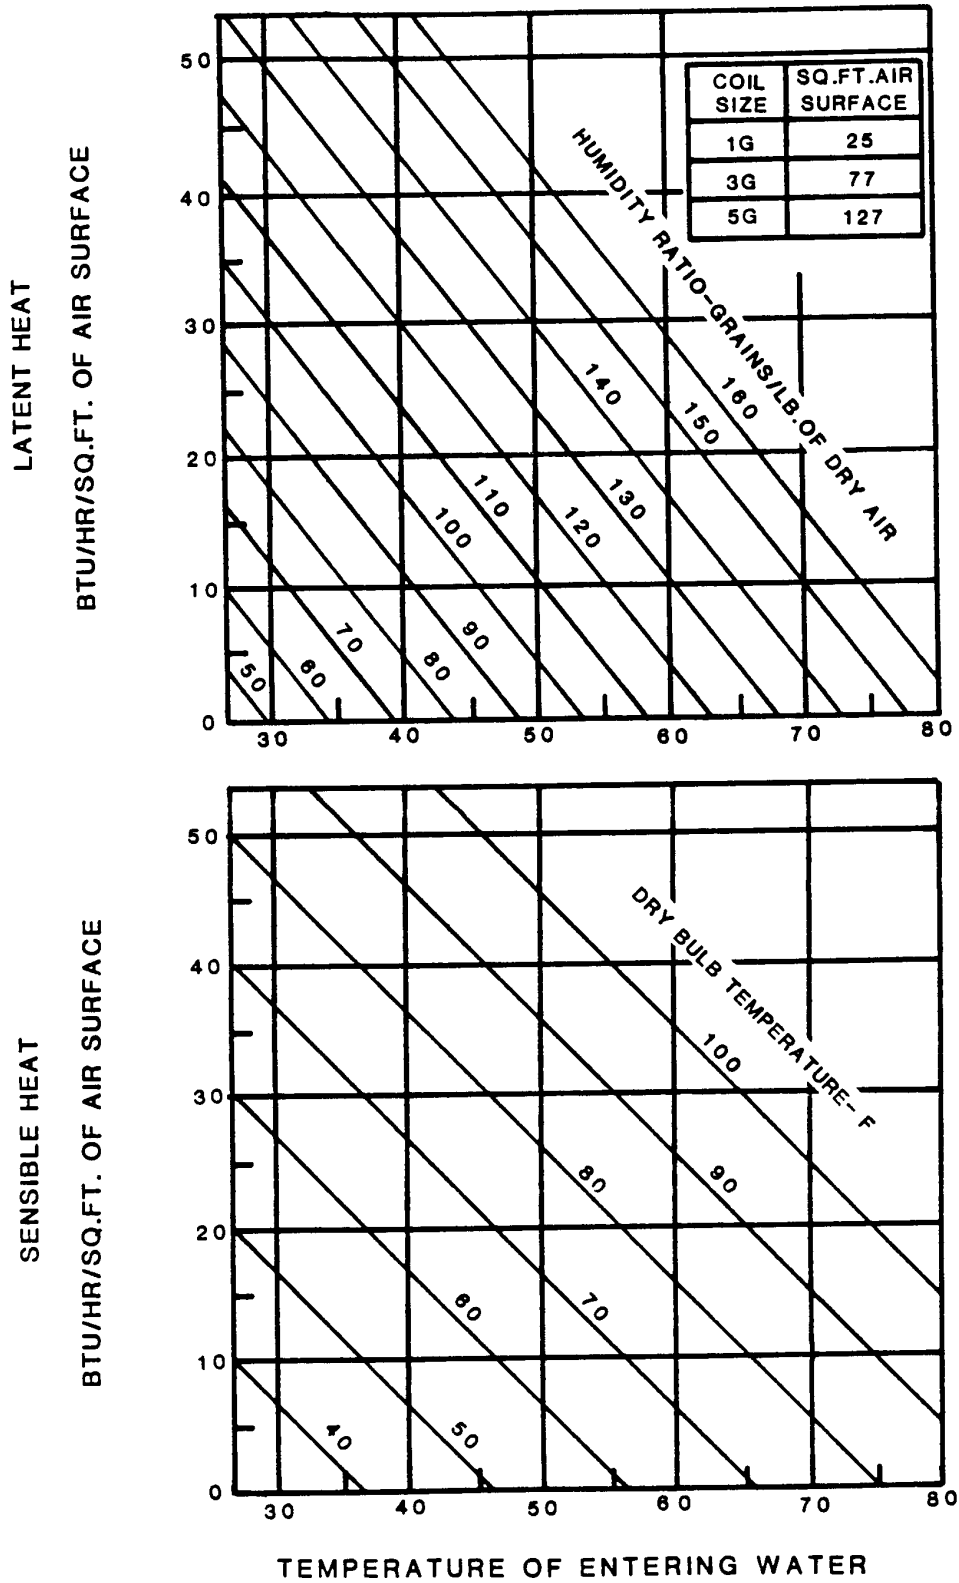 50
40
30
20
10
0
LATENT HEAT
BTU/HR/SQ.FT. OF AIR SURFACE
COIL SIZE SQ.FT.AIR SURFACE
1G 25
3G 77
5G 127
HUMIDITY RATIO-GRAINS/LB.OF DRY AIR
50
60
70
80
90
100
110
120
130
140
150
160
30 40 50 60 70 80
50
40
30
20
10
0
SENSIBLE HEAT
BTU/HR/SQ.FT. OF AIR SURFACE
DRY BULB TEMPERATURE- F
40
50
60
70
80
90
100
30 40 50 60 70 80
TEMPERATURE OF ENTERING WATER